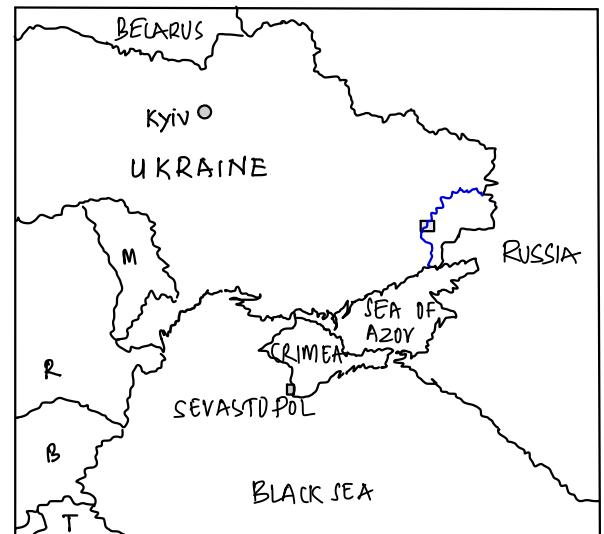 BELARUS
Kyiv
UKRAINE
M
RUSSIA
SEA OF
AZOV
CRIMEA
R
SEVASTOPOL
B
BLACK SEA
T